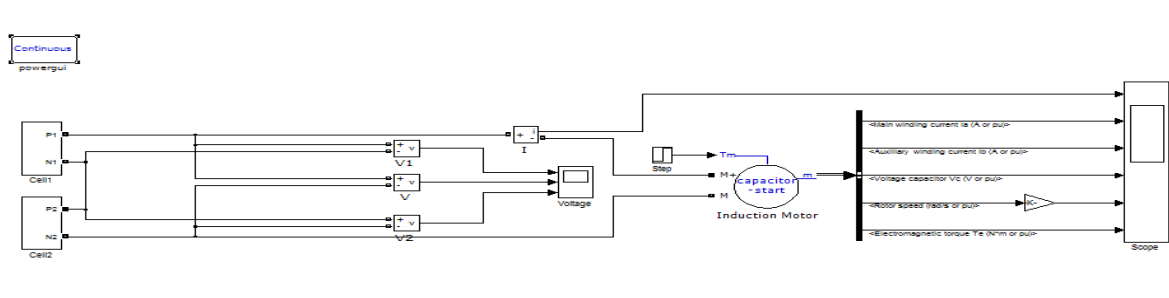 Continuous
powergui
P1
N1
Cell1
P2
N2
Cell2
+
-
v
V1
+
-
v
V
+
-
v
V2
+
i
-
I
Voltage
Step
Tm
M+
M
capacitor
-start
m
Induction Motor
<Main winding current Ia (A or pu)>
<Auxiliary winding current Ib (A or pu)>
<Voltage capacitor Vc (V or pu)>
<Rotor speed (rad/s or pu)>
-K-
<Electromagnetic torque Te (N*m or pu)>
Scope